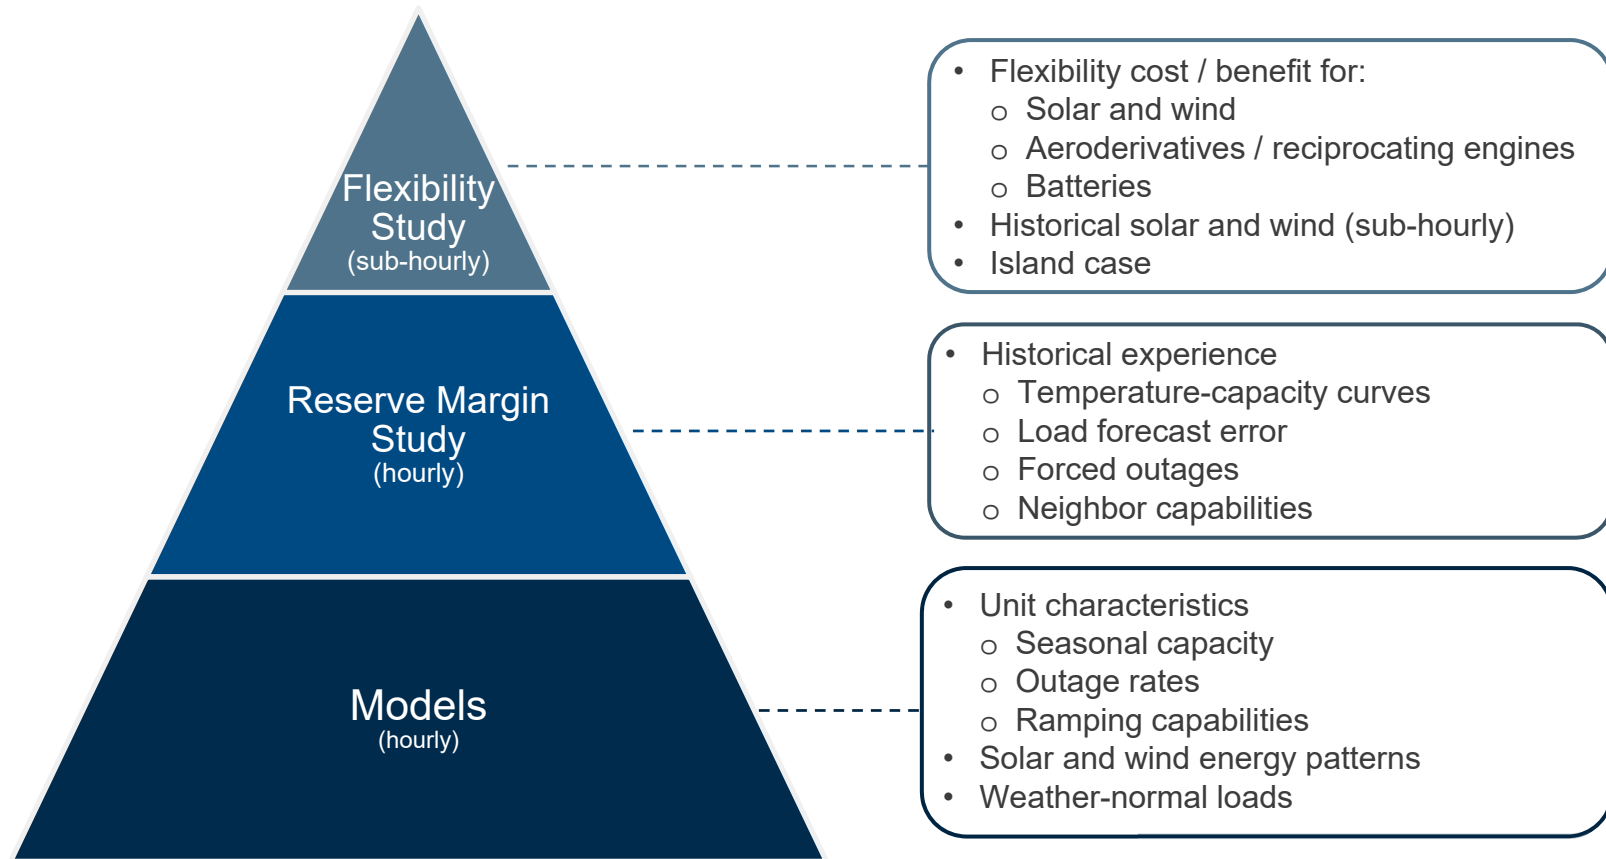 Flexibility
Study
(sub-hourly)
• Flexibility cost / benefit for:
o Solar and wind
o Aeroderivatives / reciprocating engines
o Batteries
• Historical solar and wind (sub-hourly)
• Island case
Reserve Margin
Study
(hourly)
• Historical experience
o Temperature-capacity curves
o Load forecast error
o Forced outages
o Neighbor capabilities
Models
(hourly)
• Unit characteristics
o Seasonal capacity
o Outage rates
o Ramping capabilities
• Solar and wind energy patterns
• Weather-normal loads